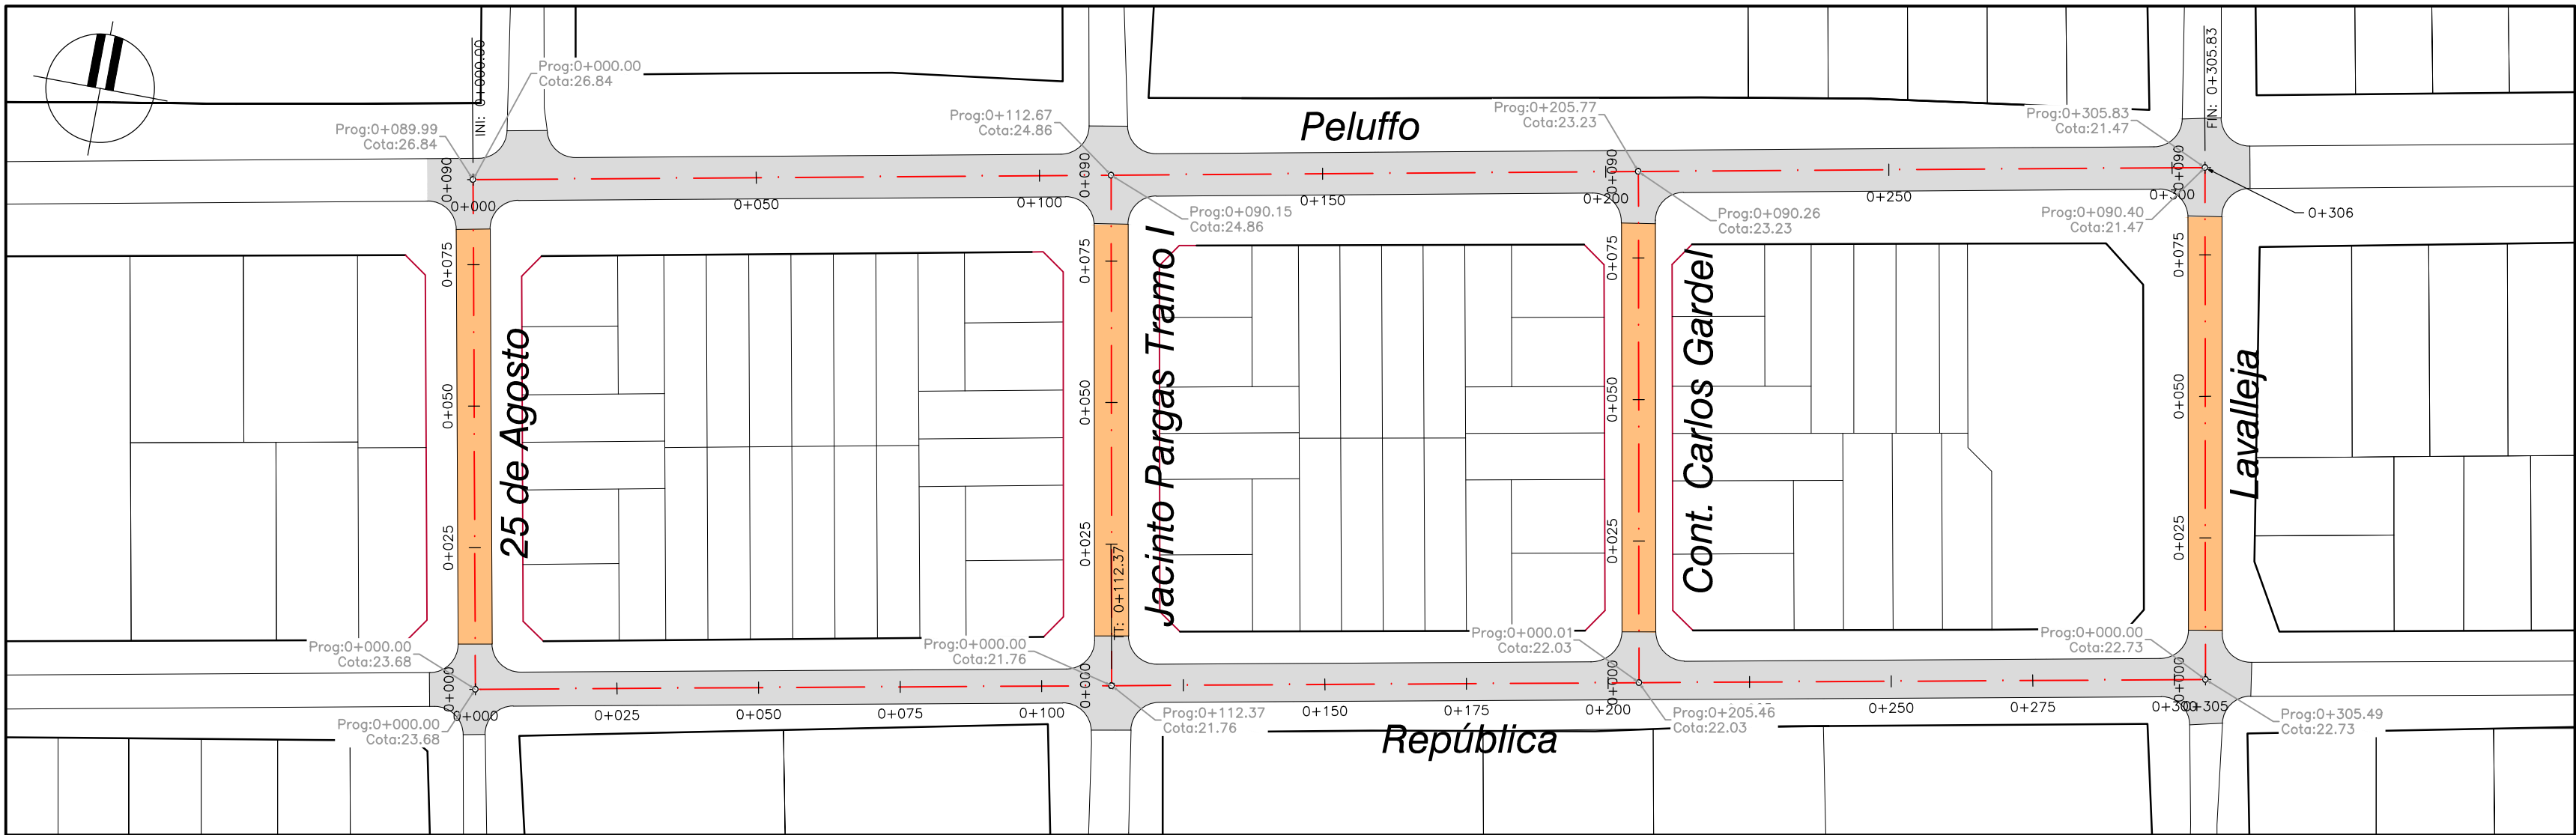 INI: 0+000.00
Prog:0+000.00
Cota:26.84
Prog:0+089.99
Cota:26.84
Prog:0+112.67
Cota:24.86
Peluffo
Prog:0+205.77
Cota:23.23
Prog:0+305.83
Cota:21.47
FIN: 0+305.83
0+090
0+090
0+090
0+090
0+000
0+050
0+100
0+150
0+200
0+250
0+300
0+306
Prog:0+090.15
Cota:24.86
Prog:0+090.26
Cota:23.23
Prog:0+090.40
Cota:21.47
0+075
0+075
0+075
0+075
0+050
0+050
0+050
0+050
0+025
0+025
0+025
0+025
25 de Agosto
Jacinto Pargas Tramo I
Cont. Carlos Gardel
Lavalleja
TT: 0+112.37
Prog:0+000.00
Cota:23.68
Prog:0+000.00
Cota:21.76
Prog:0+000.01
Cota:22.03
Prog:0+000.00
Cota:22.73
0+000
0+000
0+000
0+000
0+000
0+025
0+050
0+075
0+100
0+150
0+175
0+200
0+250
0+275
0+300
0+305
Prog:0+000.00
Cota:23.68
Prog:0+112.37
Cota:21.76
República
Prog:0+205.46
Cota:22.03
Prog:0+305.49
Cota:22.73